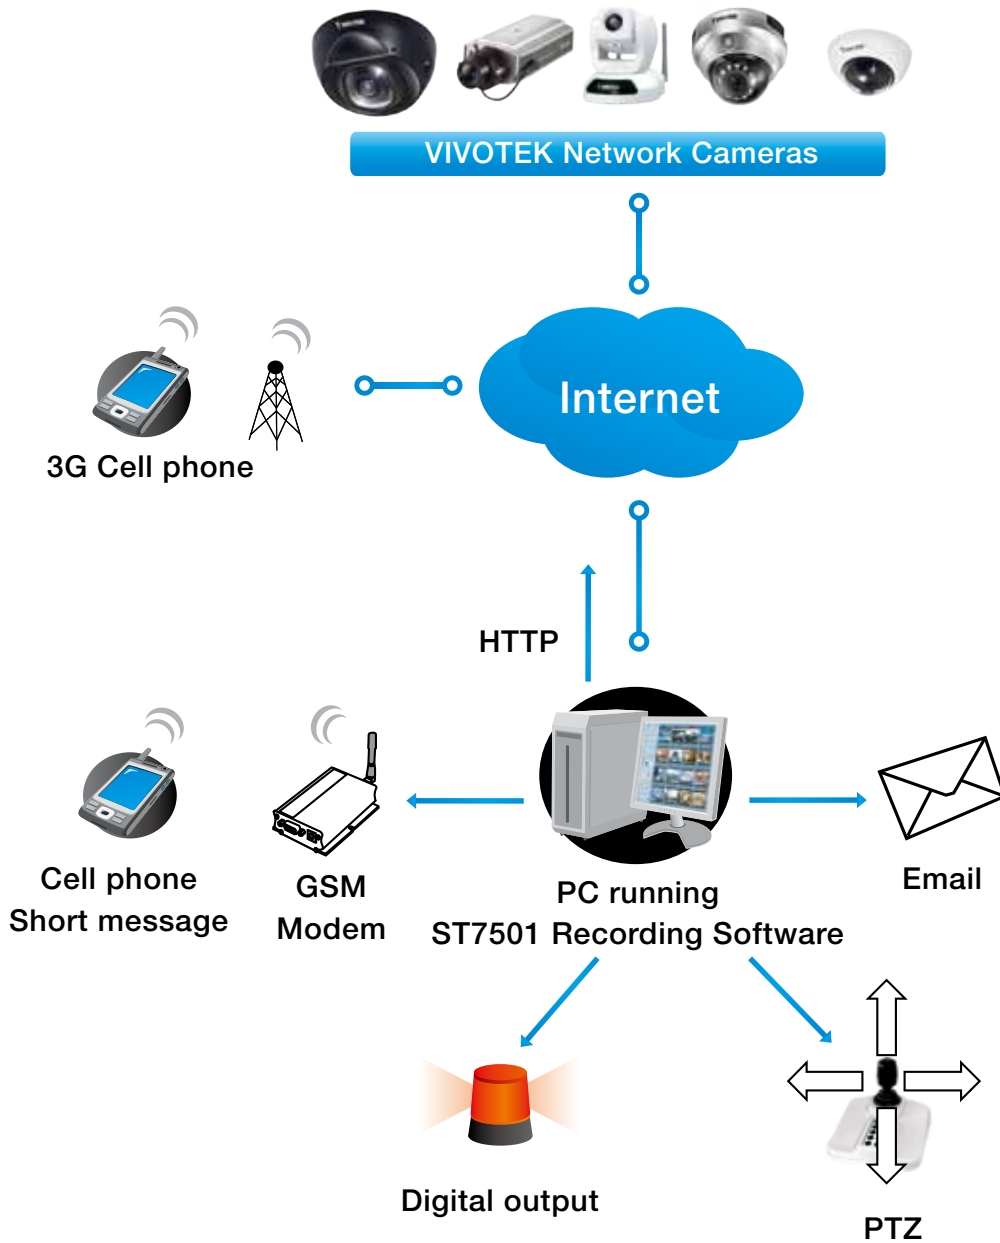 VIVOTEK Network Cameras
Internet
3G Cell phone
HTTP
Cell phone
Short message
GSM
Modem
PC running
ST7501 Recording Software
Email
Digital output
PTZ